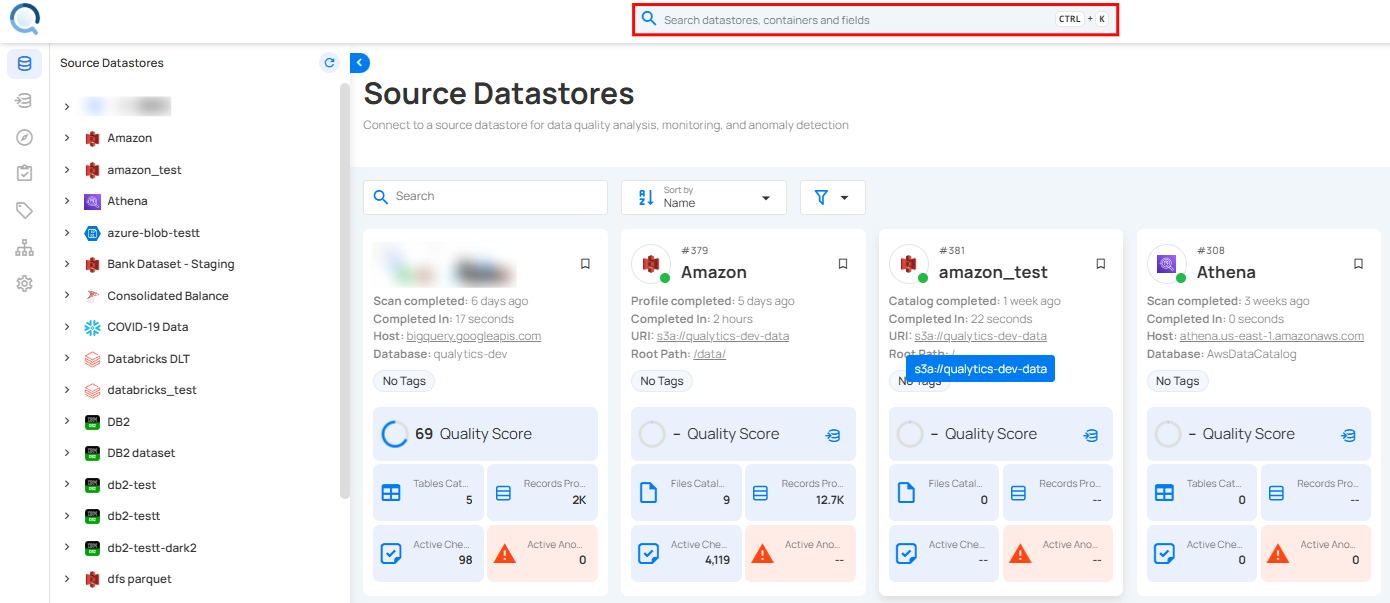 Search datastores, containers and fields
CTRL + K
Source Datastores
Amazon
amazon_test
Athena
azure-blob-testt
Bank Dataset - Staging
Consolidated Balance
COVID-19 Data
Databricks DLT
databricks_test
DB2
DB2 dataset
db2-test
db2-testt
db2-testt-dark2
dfs parquet
Source Datastores
Connect to a source datastore for data quality analysis, monitoring, and anomaly detection
Search
Sort by
Name
Scan completed: 6 days ago
Completed In: 17 seconds
Host: bigquery.googleapis.com
Database: qualytics-dev
No Tags
69 Quality Score
Tables Cat...
5
Records Pro...
2K
Active Che...
98
Active Ano...
0
#379
Amazon
Profile completed: 5 days ago
Completed In: 2 hours
URI: s3a://qualytics-dev-data
Root Path: /data/
No Tags
– Quality Score
Files Catal...
9
Records Pro...
12.7K
Active Che...
4,119
Active Ano...
--
#381
amazon_test
Catalog completed: 1 week ago
Completed In: 22 seconds
URI: s3a://qualytics-dev-data
Root Path: /
s3a://qualytics-dev-data
No Tags
– Quality Score
Files Catal...
0
Records Pro...
--
Active Che...
--
Active Ano...
--
#308
Athena
Scan completed: 3 weeks ago
Completed In: 0 seconds
Host: athena.us-east-1.amazonaws.com
Database: AwsDataCatalog
No Tags
– Quality Score
Tables Cat...
0
Records Pro...
--
Active Che...
0
Active Ano...
0